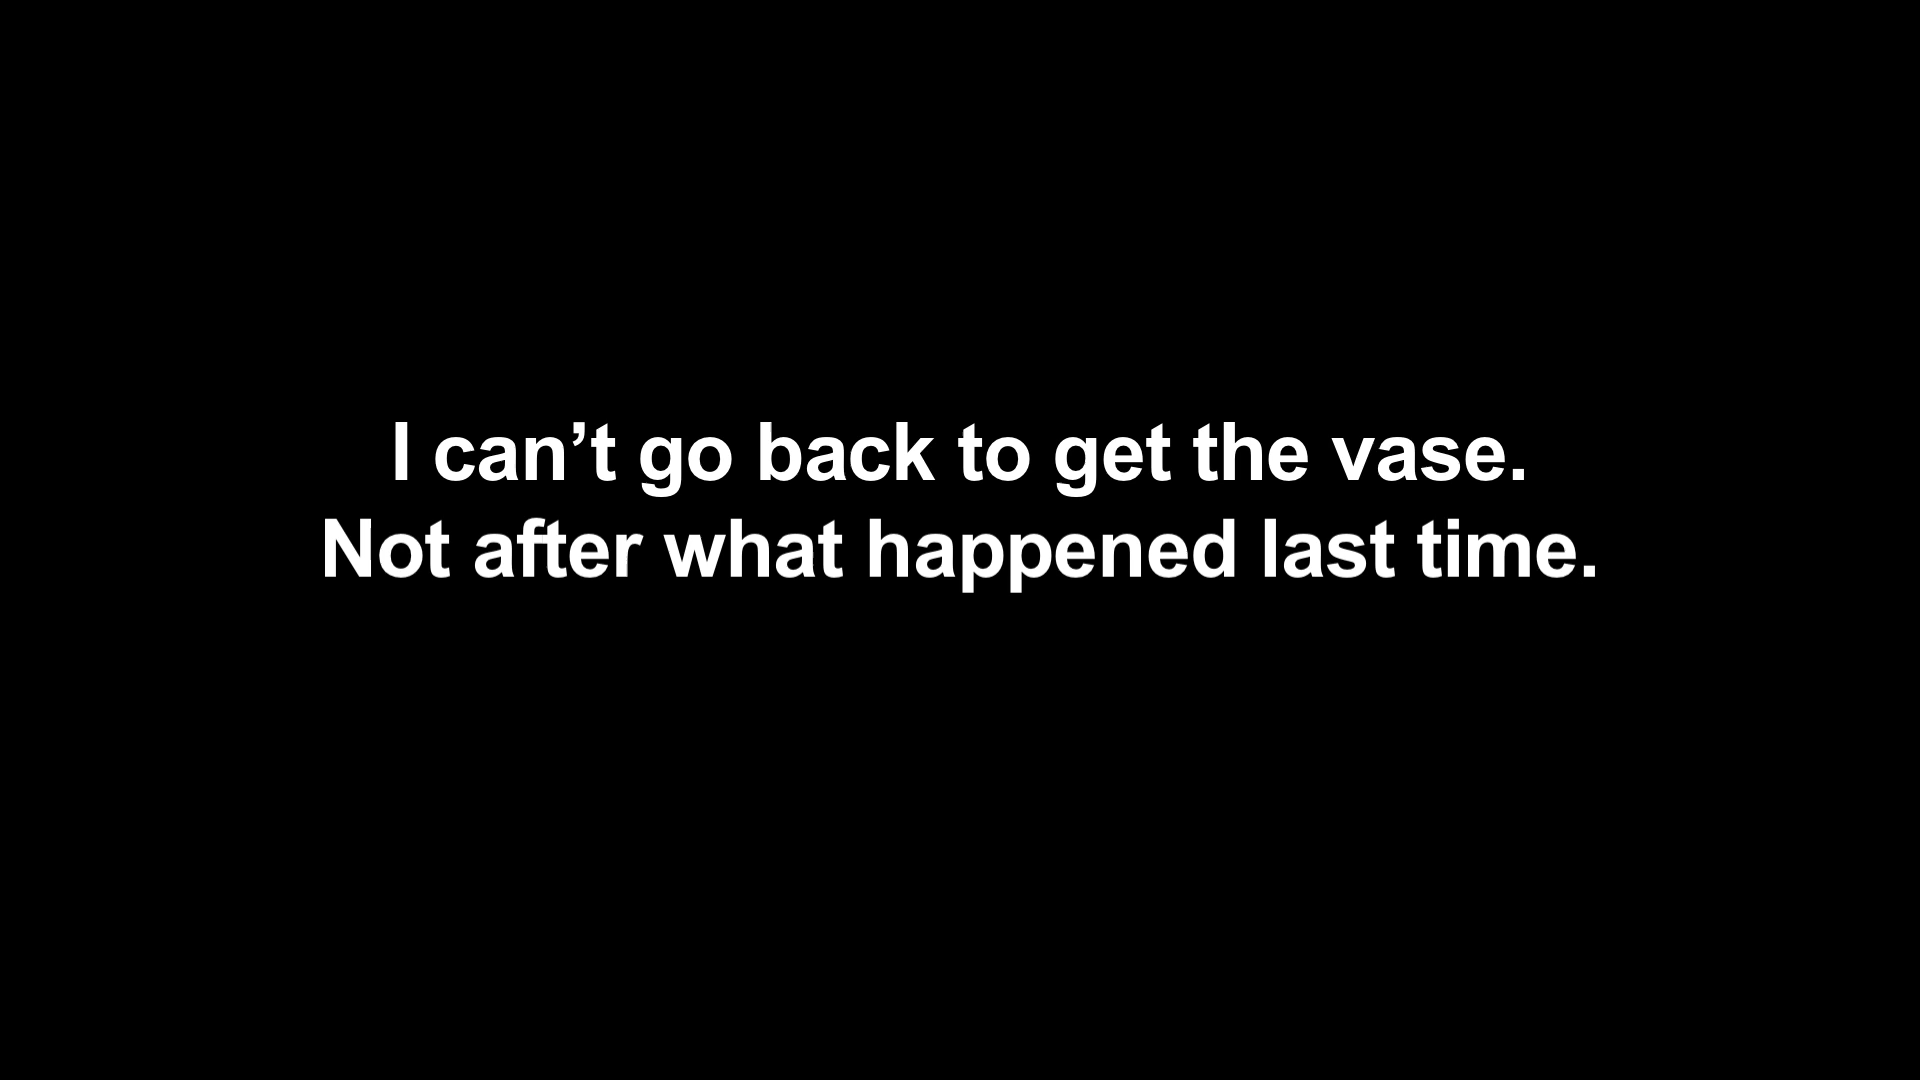 I can’t go back to get the vase.
Not after what happened last time.